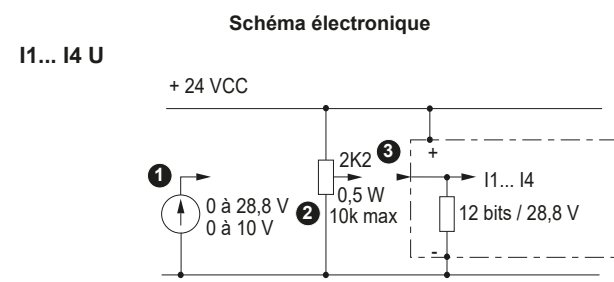 Schéma électronique
I1... I4 U
+ 24 VCC
1
0 à 28,8 V
0 à 10 V
2
2K2
0,5 W
10k max
3
+
I1... I4
12 bits / 28,8 V
-